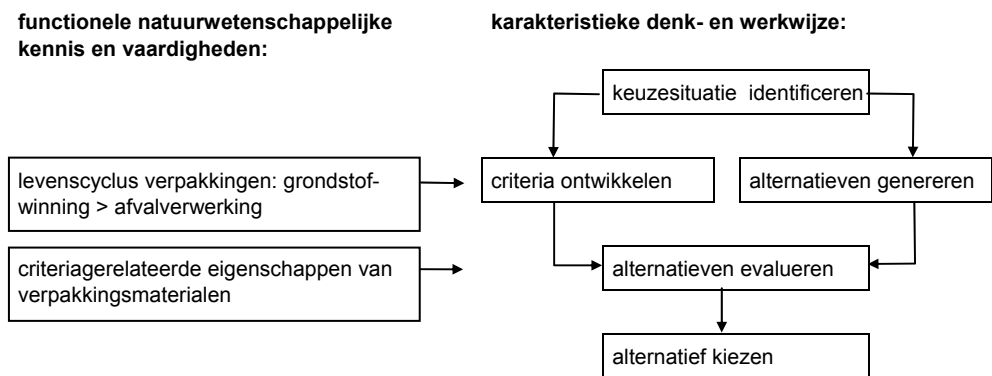 functionele natuurwetenschappelijke
kennis en vaardigheden:
karakteristieke denk- en werkwijze:
keuzesituatie identificeren
levenscyclus verpakkingen: grondstof-
winning > afvalverwerking
criteria ontwikkelen
alternatieven genereren
criteriagerelateerde eigenschappen van
verpakkingsmaterialen
alternatieven evalueren
alternatief kiezen